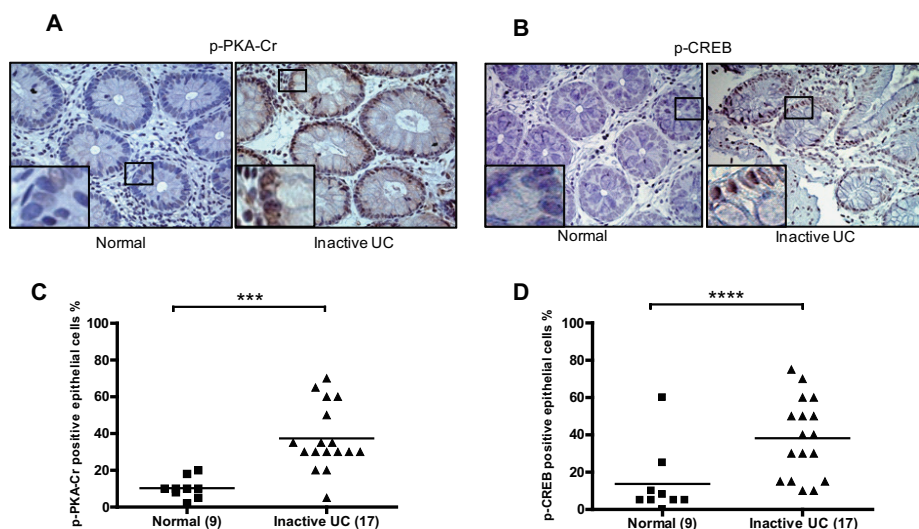 A
p-PKA-Cr
Normal
Inactive UC
B
p-CREB
Normal
Inactive UC
C
***
p-PKA-Cr positive epithelial cells %
100
80
60
40
20
0
Normal (9)
Inactive UC (17)
D
****
p-CREB positive epithelial cells %
100
80
60
40
20
0
Normal (9)
Inactive UC (17)